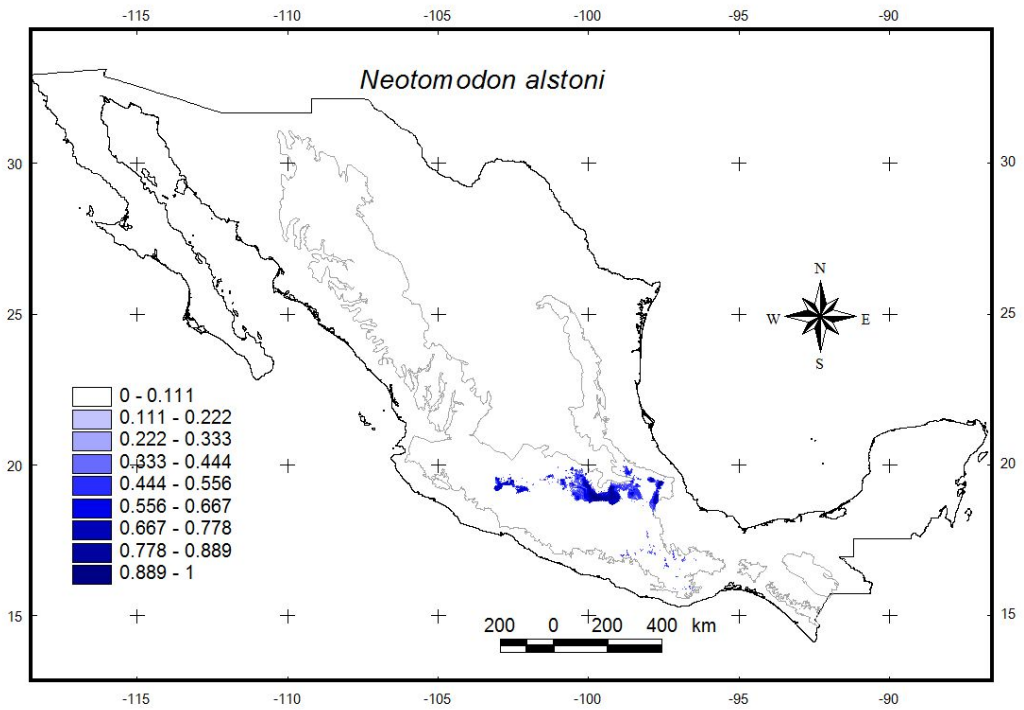 -115 -110 -105 -100 -95 -90
Neotomodon alstoni
30 30
N
25 W E 25
S
0 - 0.111
0.111 - 0.222
0.222 - 0.333
0.333 - 0.444
20 20
0.444 - 0.556
0.556 - 0.667
0.667 - 0.778
0.778 - 0.889
0.889 - 1
15 15
200 0 200 400 km
-115 -110 -105 -100 -95 -90